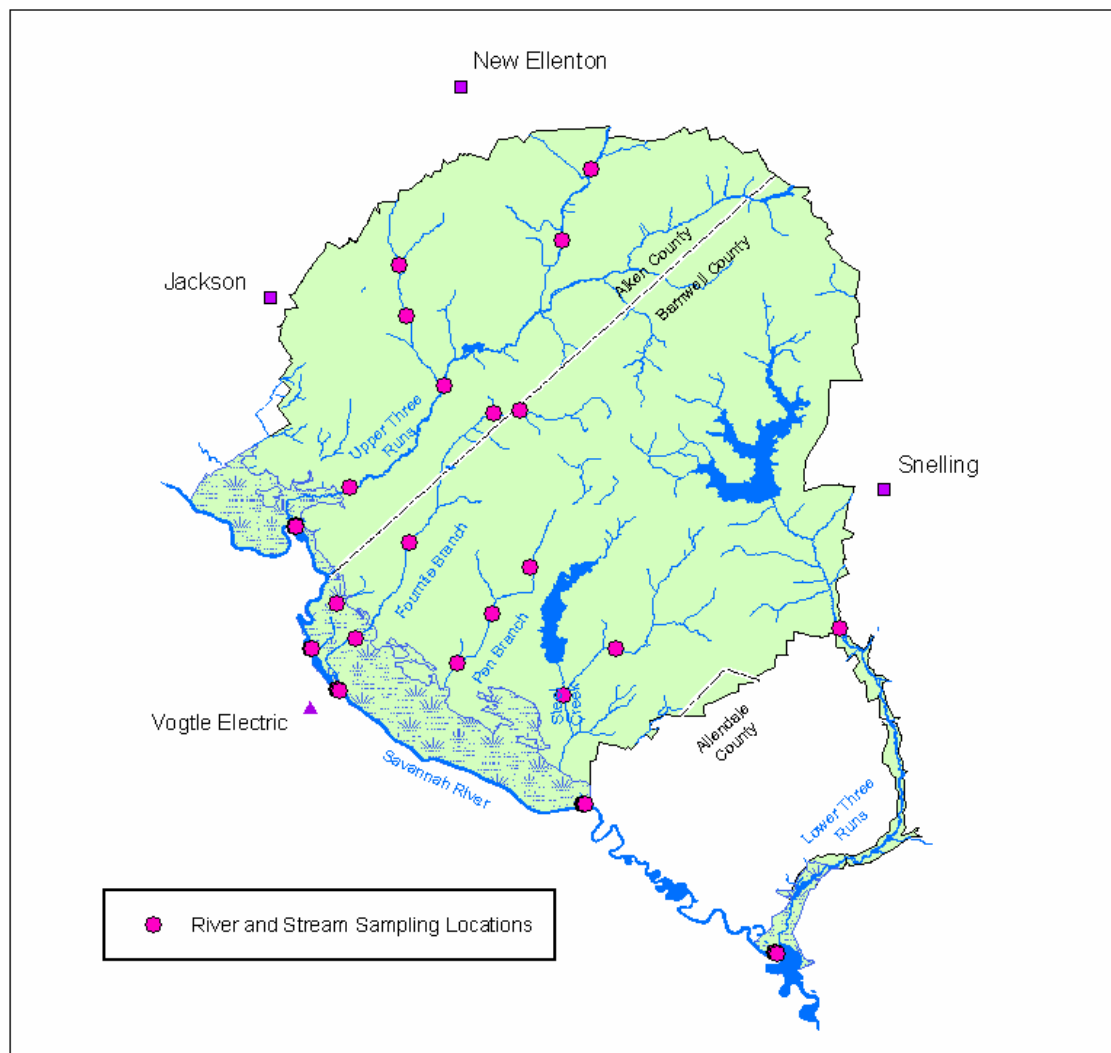 New Ellenton
Jackson
Aiken County
Barnwell County
Upper Three
Runs
Snelling
Fourmile Branch
Pen Branch
Steel
Creek
Vogtle Electric
Allendale
County
Savannah River
Lower Three
Runs
River and Stream Sampling Locations